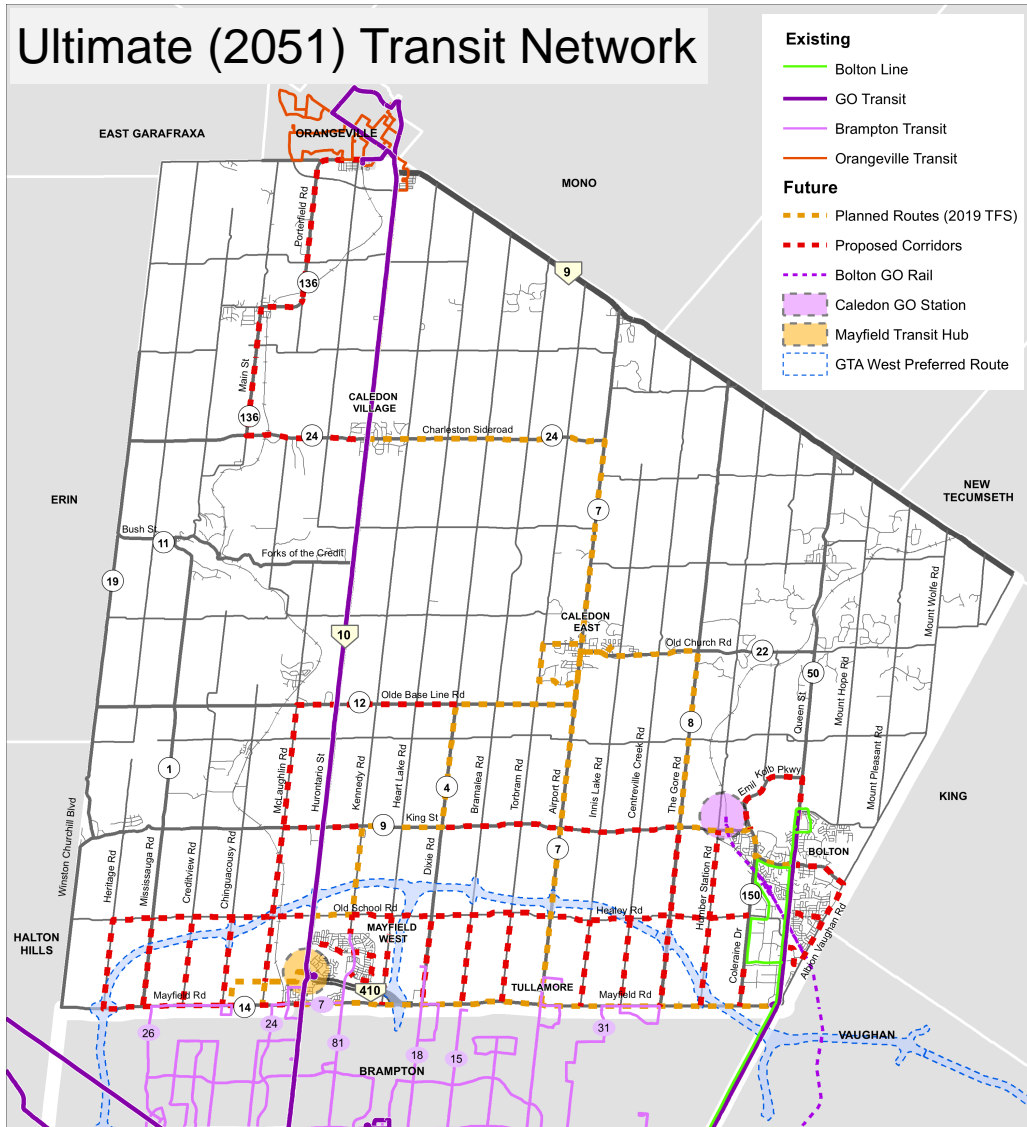 Ultimate (2051) Transit Network
Existing
Bolton Line
GO Transit
Brampton Transit
Orangeville Transit
Future
Planned Routes (2019 TFS)
Proposed Corridors
Bolton GO Rail
Caledon GO Station
Mayfield Transit Hub
GTA West Preferred Route
EAST GARAFRAXA
ORANGEVILLE
MONO
Porterfield Rd
9
136
Main St
CALEDON
VILLAGE
136
24
Charleston Sideroad
24
ERIN
NEW
TECUMSETH
7
Bush St
11
Forks of the Credit
19
Mount Wolfe Rd
CALEDON
EAST
10
Old Church Rd
22
50
Mount Hope Rd
12
Olde Base Line Rd
Queen St
8
1
McLaughlin Rd
Hurontario St
Kennedy Rd
Heart Lake Rd
4
Bramalea Rd
Torbram Rd
Airport Rd
Innis Lake Rd
Centreville Creek Rd
The Gore Rd
Emil Kolb Pkwy
Mount Pleasant Rd
KING
Winston Churchill Blvd
9
King St
Dixie Rd
7
BOLTON
Heritage Rd
Mississauga Rd
Creditview Rd
Chinguacousy Rd
Humber Station Rd
150
Old School Rd
Healey Rd
MAYFIELD
WEST
HALTON
HILLS
Coleraine Dr
Albion Vaughan Rd
Mayfield Rd
14
410
TULLAMORE
Mayfield Rd
26
24
7
81
18
15
31
VAUGHAN
BRAMPTON